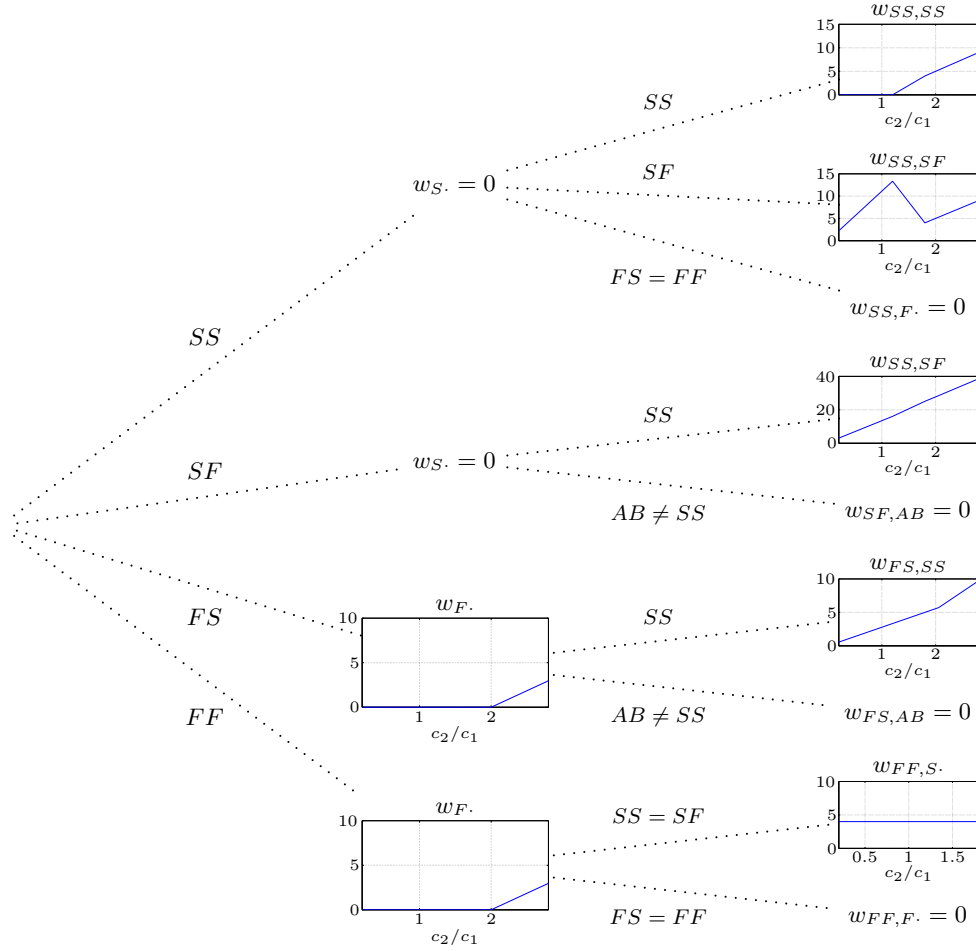 w_{SS,SS}
15
10
5
0
1 2
c_2/c_1
SS
w_{SS,SF}
15
10
5
0
1 2
c_2/c_1
SF
w_{S·} = 0
FS = FF
w_{SS,F·} = 0
SS
w_{SS,SF}
40
20
0
1 2
c_2/c_1
SS
w_{S·} = 0
SF
AB ≠ SS
w_{SF,AB} = 0
w_{FS,SS}
10
5
0
1 2
c_2/c_1
FS
w_{F·}
10
5
0
1 2
c_2/c_1
SS
AB ≠ SS
w_{FS,AB} = 0
FF
w_{FF,S·}
10
5
0
0.5 1 1.5
c_2/c_1
w_{F·}
10
5
0
1 2
c_2/c_1
SS = SF
FS = FF
w_{FF,F·} = 0